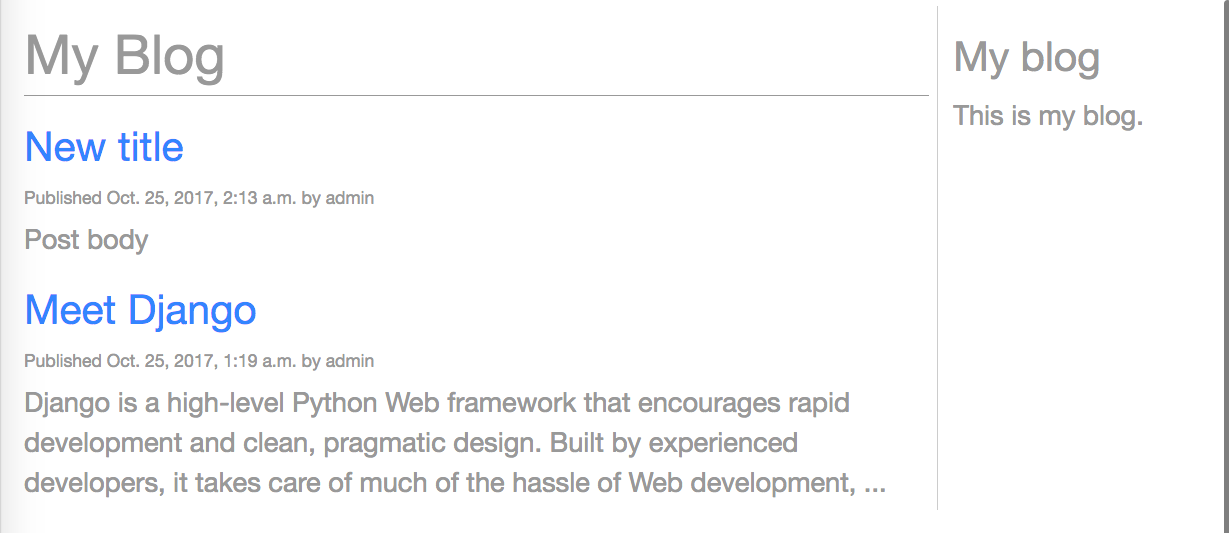 My Blog
New title
Published Oct. 25, 2017, 2:13 a.m. by admin
Post body
Meet Django
Published Oct. 25, 2017, 1:19 a.m. by admin
Django is a high-level Python Web framework that encourages rapid
development and clean, pragmatic design. Built by experienced
developers, it takes care of much of the hassle of Web development, ...
My blog
This is my blog.